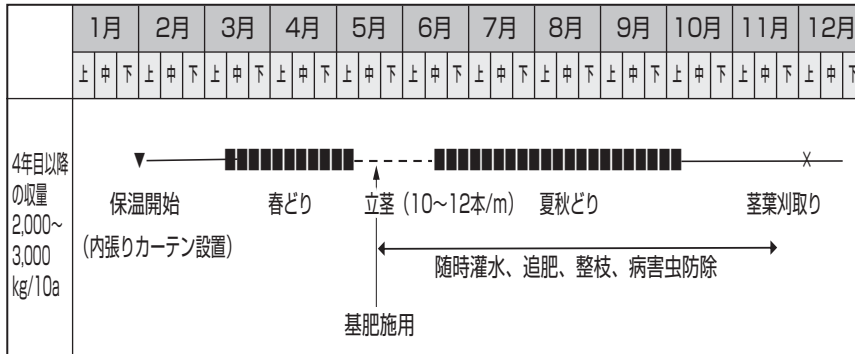 1月 2月 3月 4月 5月 6月 7月 8月 9月 10月 11月 12月
上 中 下 上 中 下 上 中 下 上 中 下 上 中 下 上 中 下 上 中 下 上 中 下 上 中 下 上 中 下 上 中 下 上 中 下
4年目以降
の収量
2,000~
3,000
kg/10a
保温開始 春どり 立茎(10~12本/m) 夏秋どり 茎葉刈取り
(内張りカーテン設置)
随時灌水、追肥、整枝、病害虫防除
基肥施用